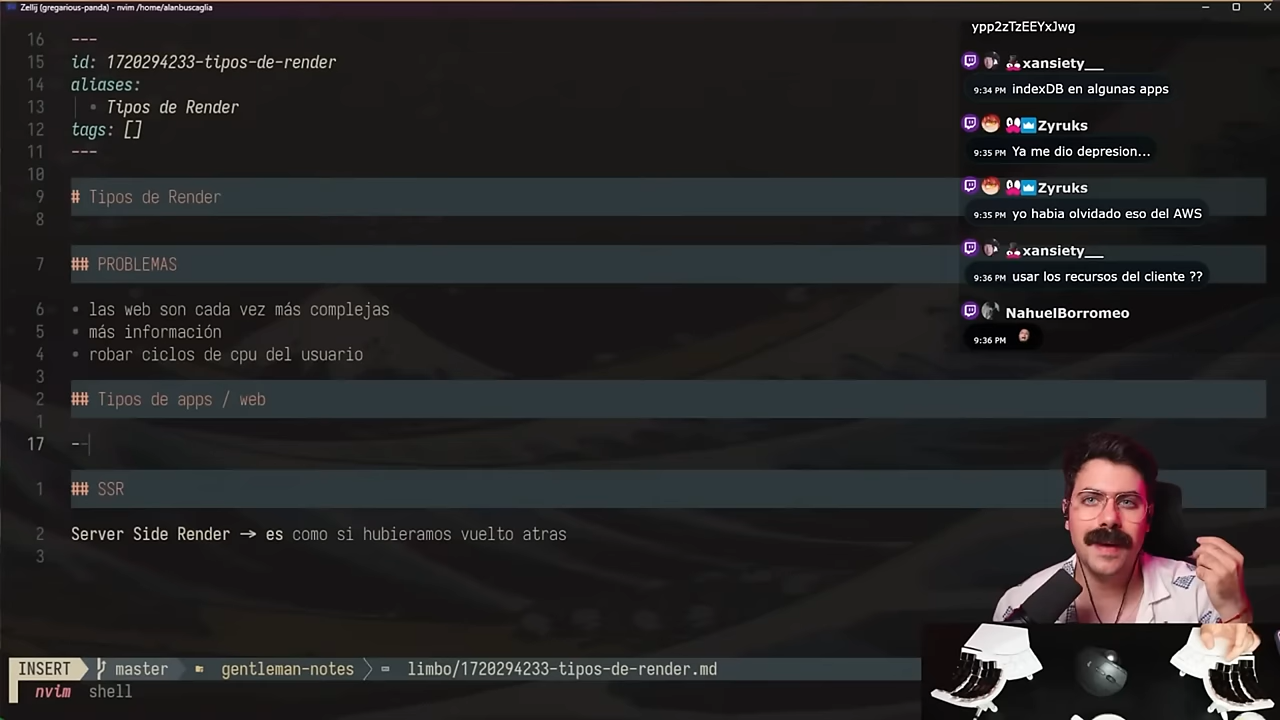 Zellij (gregarious-panda) - nvim /home/alanbuscaglia
16 ---
15 id: 1720294233-tipos-de-render
14 aliases:
13 • Tipos de Render
12 tags: []
11 ---
10
9 # Tipos de Render
8
7 ## PROBLEMAS
6 • las web son cada vez más complejas
5 • más información
4 • robar ciclos de cpu del usuario
3
2 ## Tipos de apps / web
1
17 -
1 ## SSR
2 Server Side Render → es como si hubieramos vuelto atras
3
INSERT master gentleman-notes limbo/1720294233-tipos-de-render.md
nvim shell
ypp2zTzEEYxJwg
xansiety__
9:34 PM indexDB en algunas apps
Zyruks
9:35 PM Ya me dio depresion...
Zyruks
9:35 PM yo habia olvidado eso del AWS
xansiety__
9:36 PM usar los recursos del cliente ??
NahuelBorromeo
9:36 PM